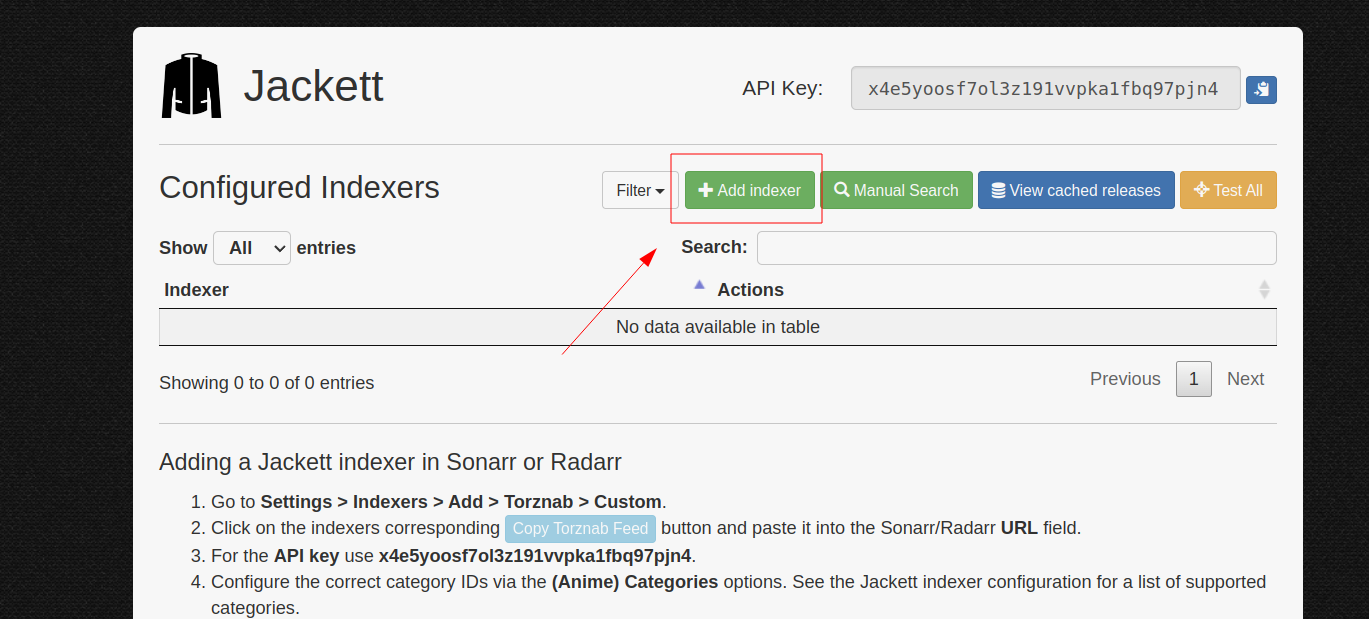 Jackett
API Key: x4e5yoosf7ol3z191vvpka1fbq97pjn4
Configured Indexers
Filter Add indexer Manual Search View cached releases Test All
Show All entries Search:
Indexer Actions
No data available in table
Showing 0 to 0 of 0 entries Previous 1 Next
Adding a Jackett indexer in Sonarr or Radarr
1. Go to Settings > Indexers > Add > Torznab > Custom.
2. Click on the indexers corresponding Copy Torznab Feed button and paste it into the Sonarr/Radarr URL field.
3. For the API key use x4e5yoosf7ol3z191vvpka1fbq97pjn4.
4. Configure the correct category IDs via the (Anime) Categories options. See the Jackett indexer configuration for a list of supported
categories.